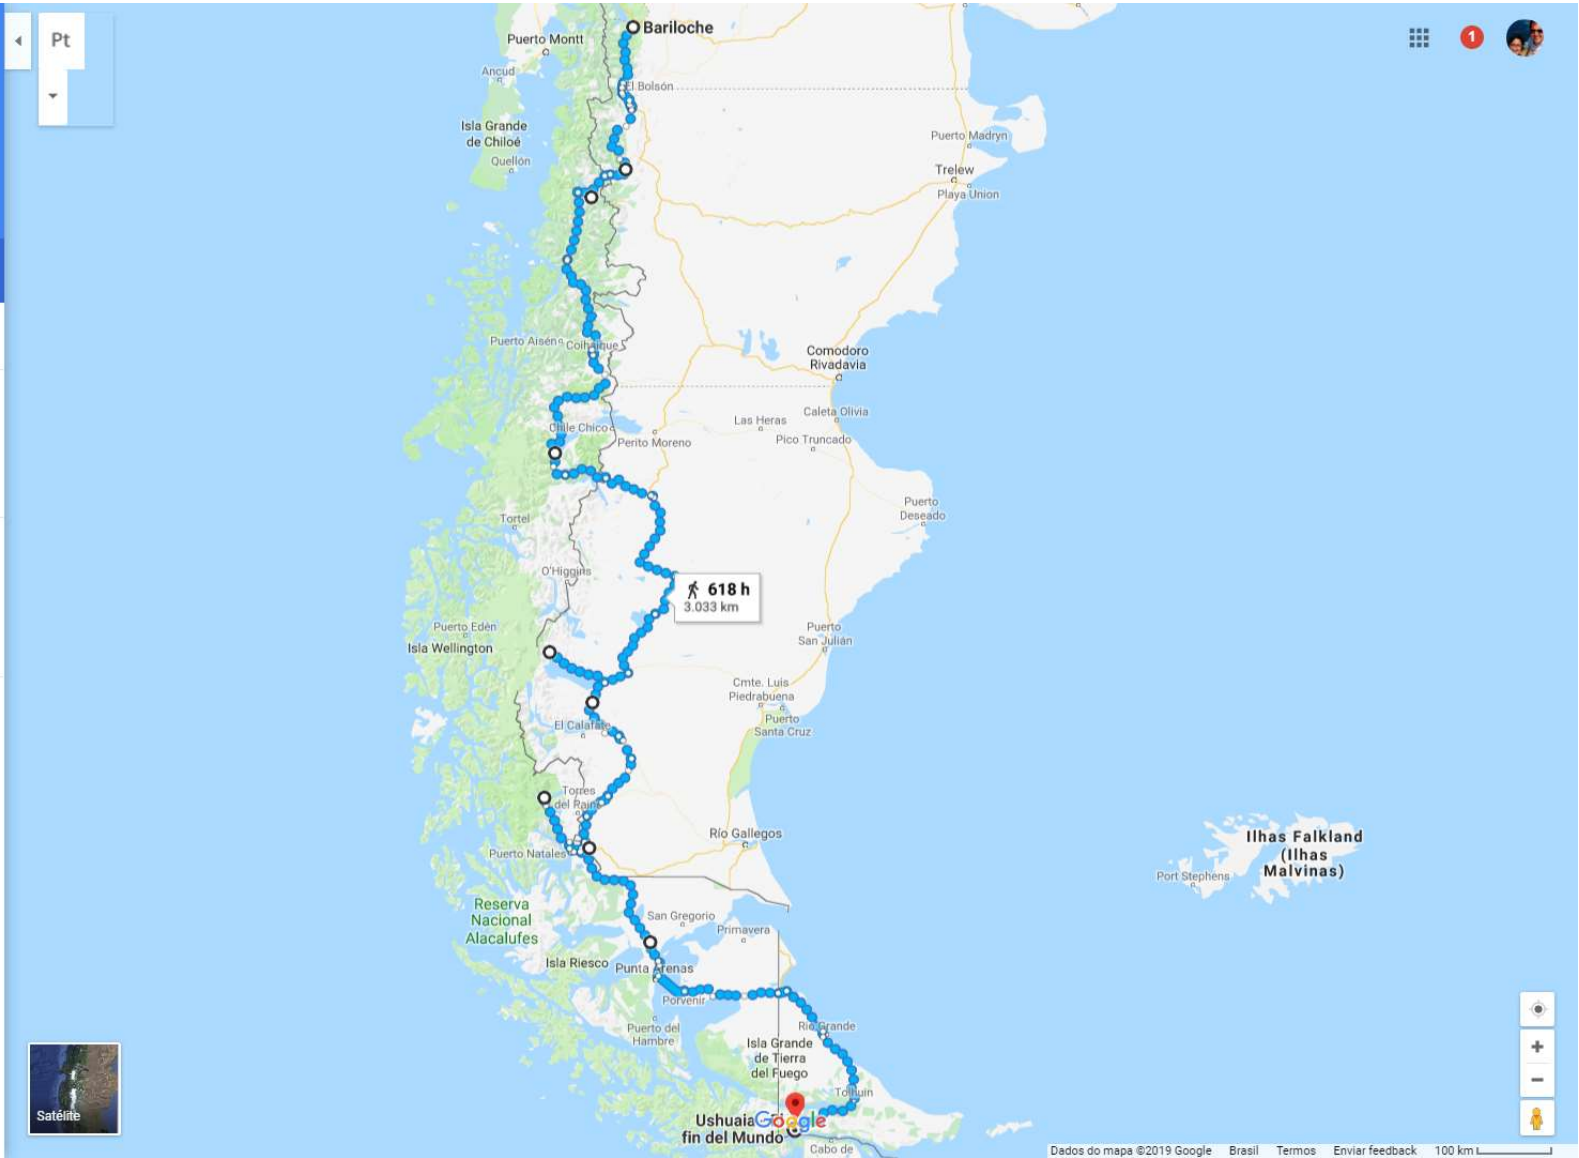 Pt
Bariloche
1
Puerto Montt
Ancud
El Bolsón
Isla Grande
de Chiloé
Quellón
Puerto Madryn
Trelew
Playa Union
Puerto Aisén
Coihaique
Comodoro
Rivadavia
Chile Chico
Perito Moreno
Las Heras
Caleta Olivia
Pico Truncado
Puerto
Deseado
Tortel
O'Higgins
618 h
3.033 km
Puerto Edén
Isla Wellington
Puerto
San Julián
Cmte. Luis
Piedrabuena
Puerto
Santa Cruz
El Calafate
Torres
del Paine
Río Gallegos
Puerto Natales
Ilhas Falkland
(Ilhas
Malvinas)
Port Stephens
Reserva
Nacional
Alacalufes
San Gregorio
Primavera
Isla Riesco
Punta Arenas
Porvenir
Puerto del
Hambre
Río Grande
Isla Grande
de Tierra
del Fuego
Tolhuin
Ushuaia
fin del Mundo
Google
Cabo de
Satélite
Dados do mapa ©2019 Google Brasil Termos Enviar feedback 100 km